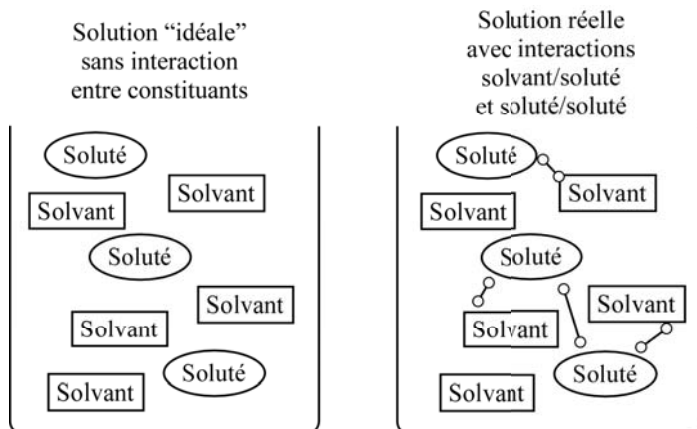 Solution “idéale”
sans interaction
entre constituants
Soluté
Solvant
Solvant
Soluté
Solvant
Solvant
Soluté
Solvant
Solution réelle
avec interactions
solvant/soluté
et soluté/soluté
Soluté
Solvant
Solvant
Soluté
Solvant
Solvant
Soluté
Solvant